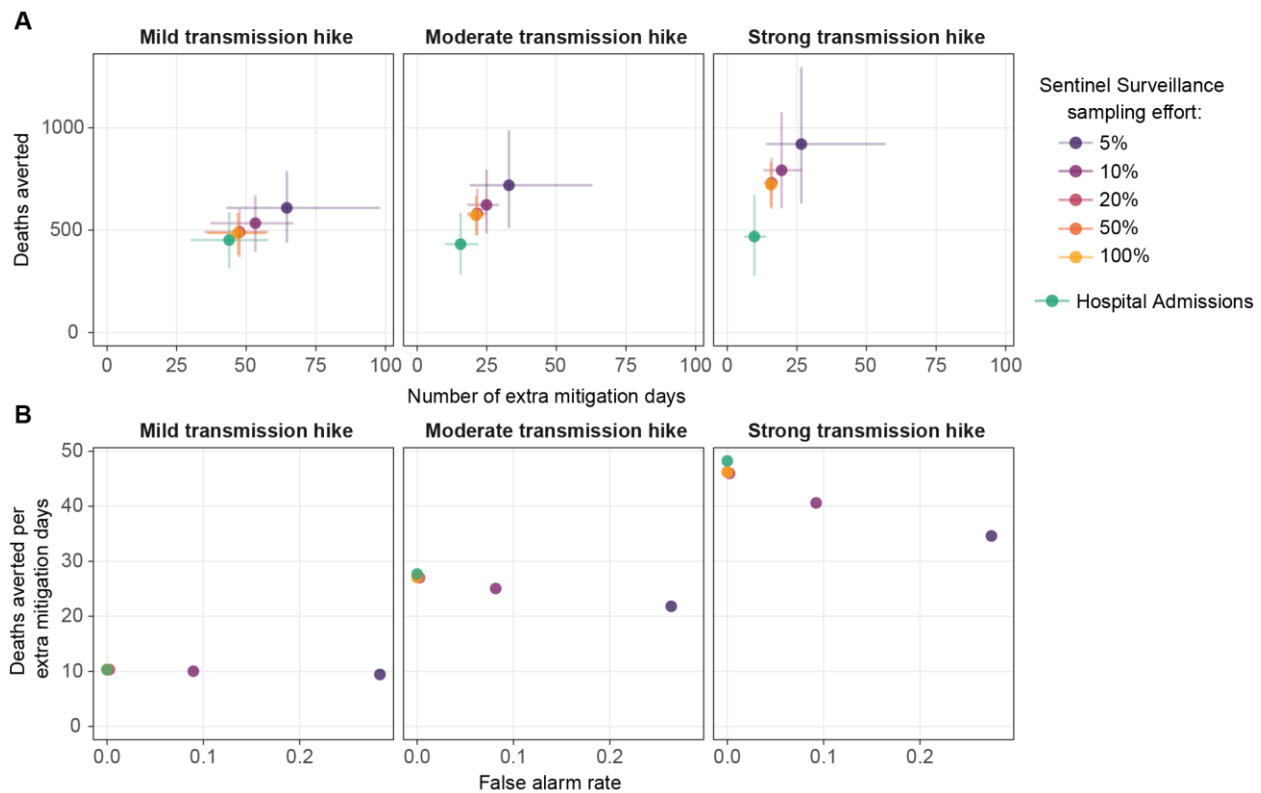 A
Mild transmission hike
Moderate transmission hike
Strong transmission hike
Deaths averted
1000
500
0
0 25 50 75 100
0 25 50 75 100
0 25 50 75 100
Number of extra mitigation days
Sentinel Surveillance
sampling effort:
5%
10%
20%
50%
100%
Hospital Admissions
B
Mild transmission hike
Moderate transmission hike
Strong transmission hike
Deaths averted per
extra mitigation days
50
40
30
20
10
0
0.0 0.1 0.2
0.0 0.1 0.2
0.0 0.1 0.2
False alarm rate